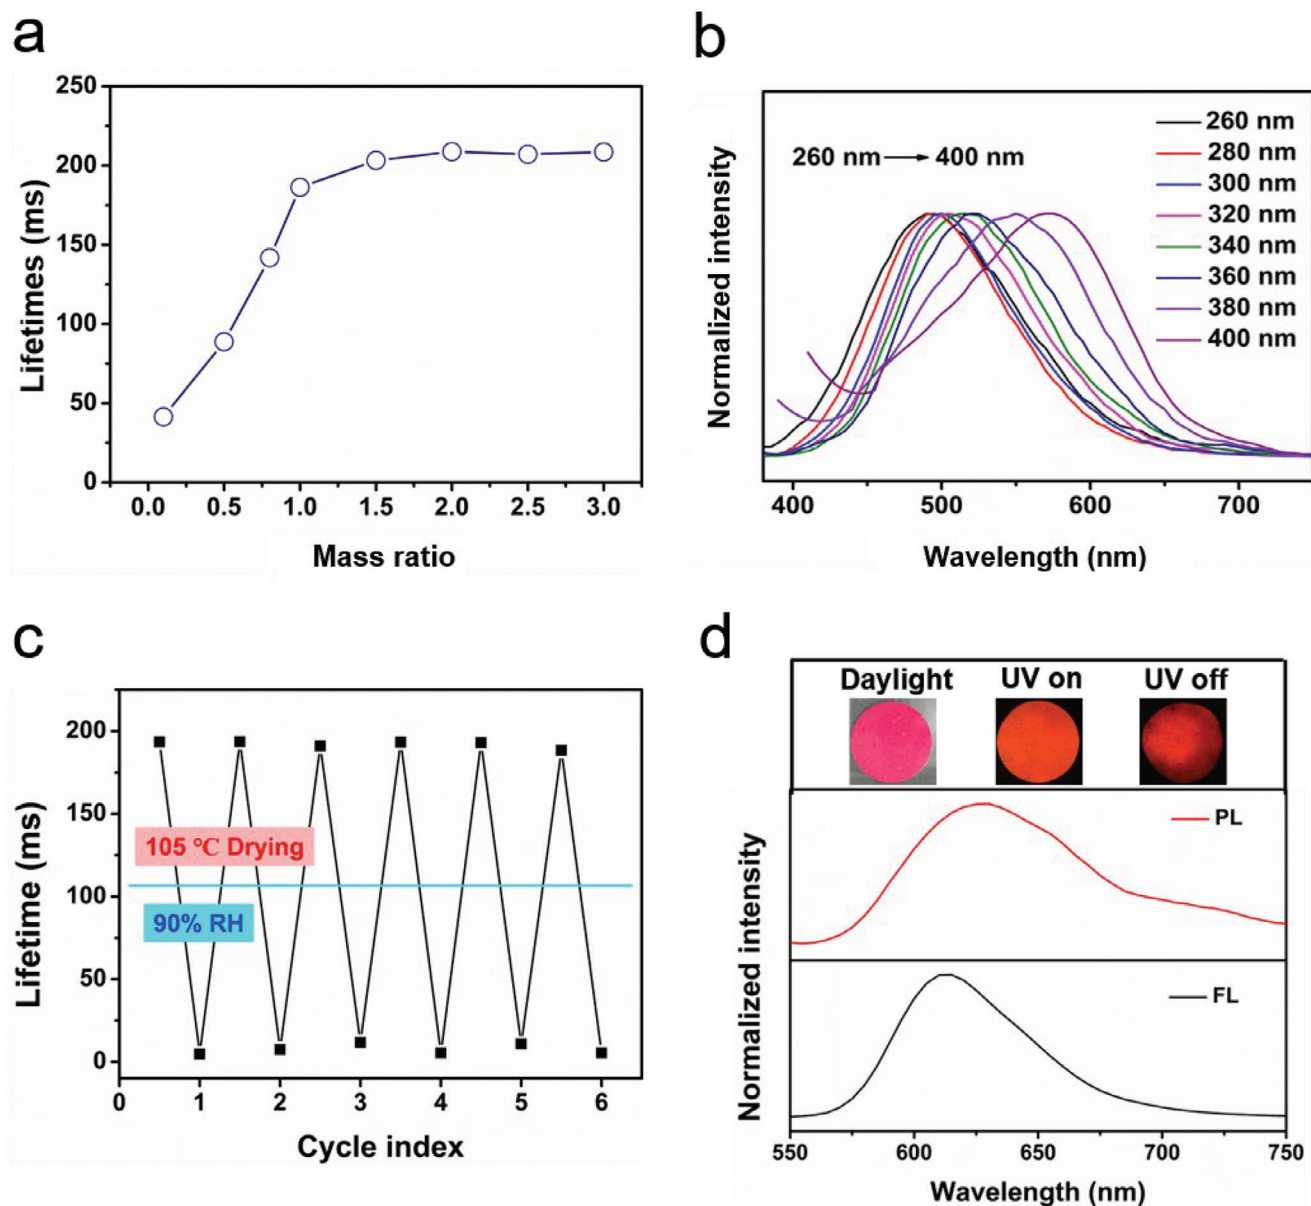 a
250
200
150
100
50
0
Lifetimes (ms)
0.0 0.5 1.0 1.5 2.0 2.5 3.0
Mass ratio
b
260 nm → 400 nm
260 nm
280 nm
300 nm
320 nm
340 nm
360 nm
380 nm
400 nm
Normalized intensity
400 500 600 700
Wavelength (nm)
c
200
150
100
50
0
Lifetime (ms)
105 ℃ Drying
90% RH
0 1 2 3 4 5 6
Cycle index
d
Daylight UV on UV off
PL
FL
Normalized intensity
550 600 650 700 750
Wavelength (nm)